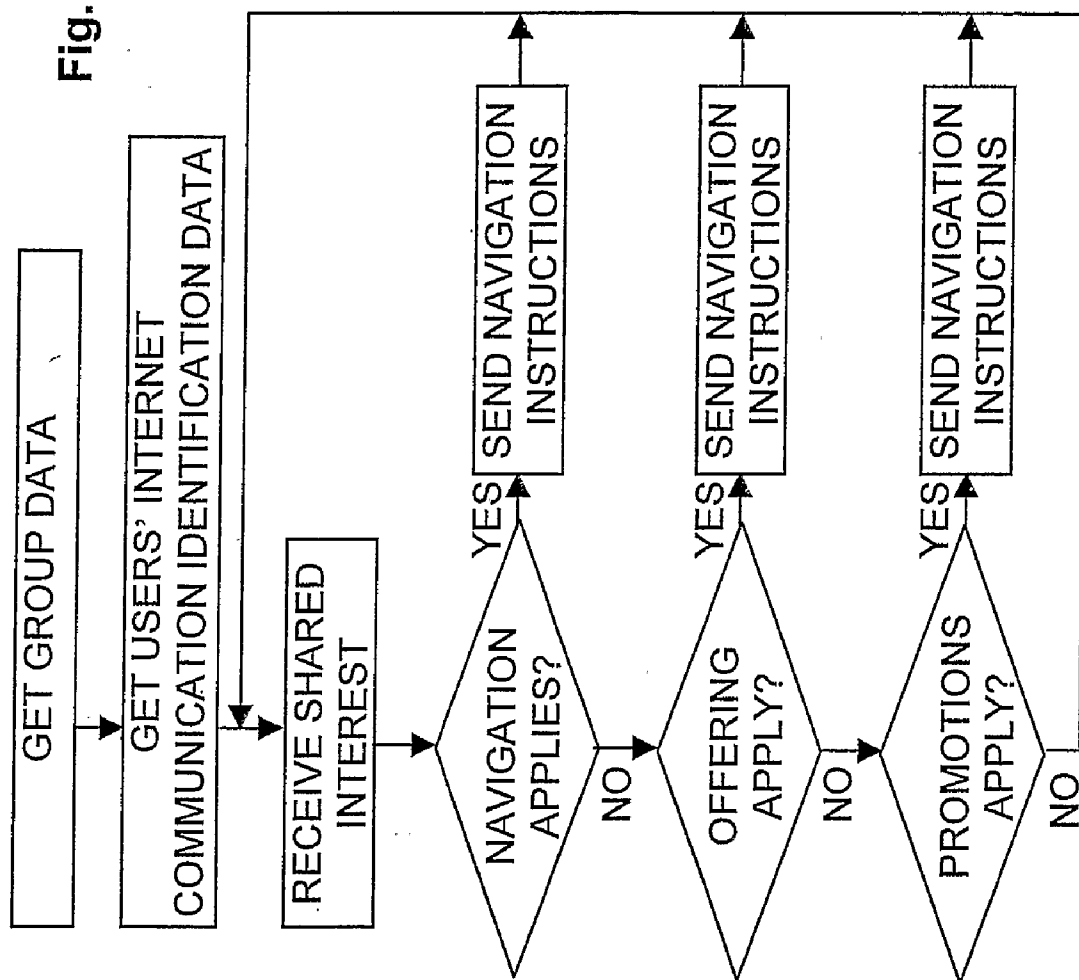 Fig.
GET GROUP DATA
GET USERS' INTERNET
COMMUNICATION IDENTIFICATION DATA
RECEIVE SHARED
INTEREST
NAVIGATION
APPLIES?
YES
SEND NAVIGATION
INSTRUCTIONS
NO
OFFERING
APPLY?
YES
SEND NAVIGATION
INSTRUCTIONS
NO
PROMOTIONS
APPLY?
YES
SEND NAVIGATION
INSTRUCTIONS
NO